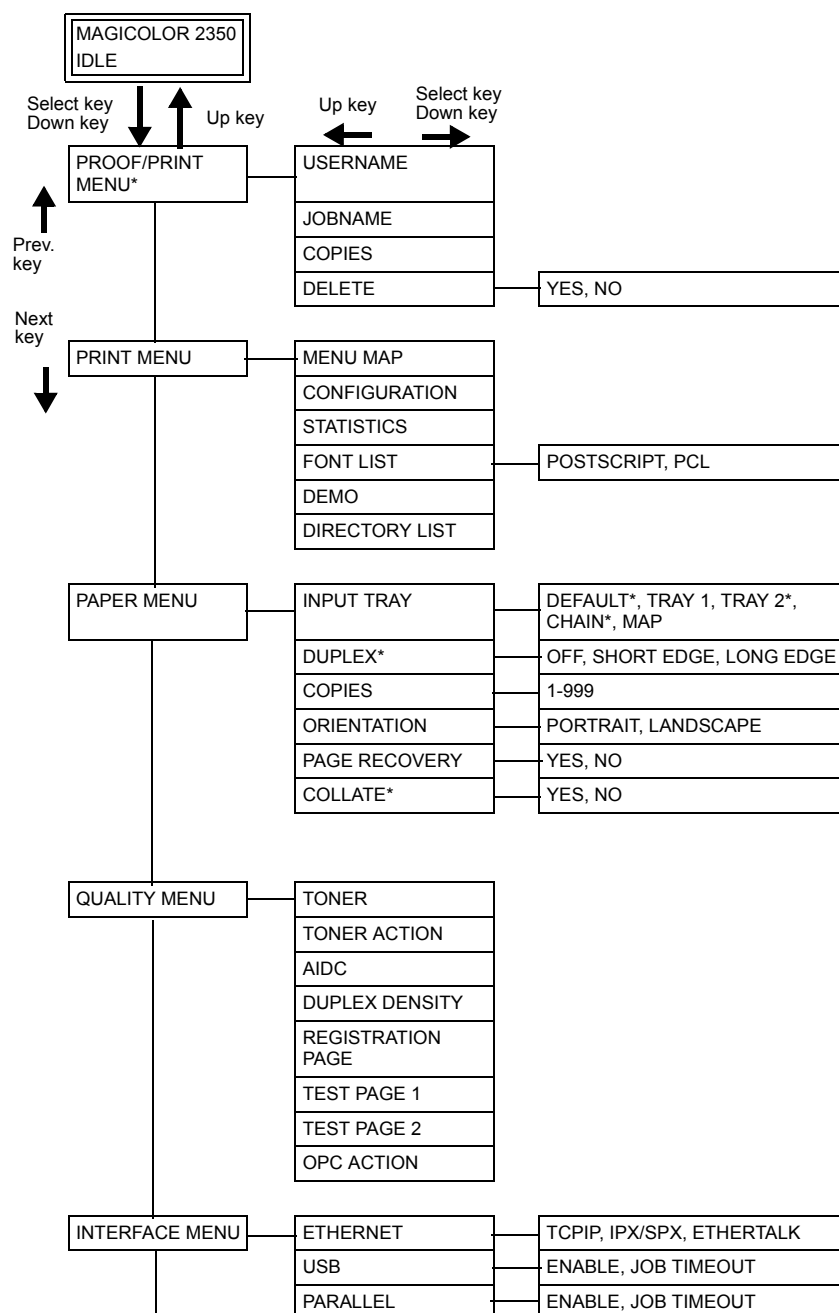 MAGICOLOR 2350
IDLE
Select key
Down key
Up key
Up key
Select key
Down key
PROOF/PRINT
MENU*
USERNAME
JOBNAME
COPIES
DELETE
YES, NO
Prev.
key
Next
key
PRINT MENU
MENU MAP
CONFIGURATION
STATISTICS
FONT LIST
POSTSCRIPT, PCL
DEMO
DIRECTORY LIST
PAPER MENU
INPUT TRAY
DEFAULT*, TRAY 1, TRAY 2*,
CHAIN*, MAP
DUPLEX*
OFF, SHORT EDGE, LONG EDGE
COPIES
1-999
ORIENTATION
PORTRAIT, LANDSCAPE
PAGE RECOVERY
YES, NO
COLLATE*
YES, NO
QUALITY MENU
TONER
TONER ACTION
AIDC
DUPLEX DENSITY
REGISTRATION
PAGE
TEST PAGE 1
TEST PAGE 2
OPC ACTION
INTERFACE MENU
ETHERNET
TCPIP, IPX/SPX, ETHERTALK
USB
ENABLE, JOB TIMEOUT
PARALLEL
ENABLE, JOB TIMEOUT